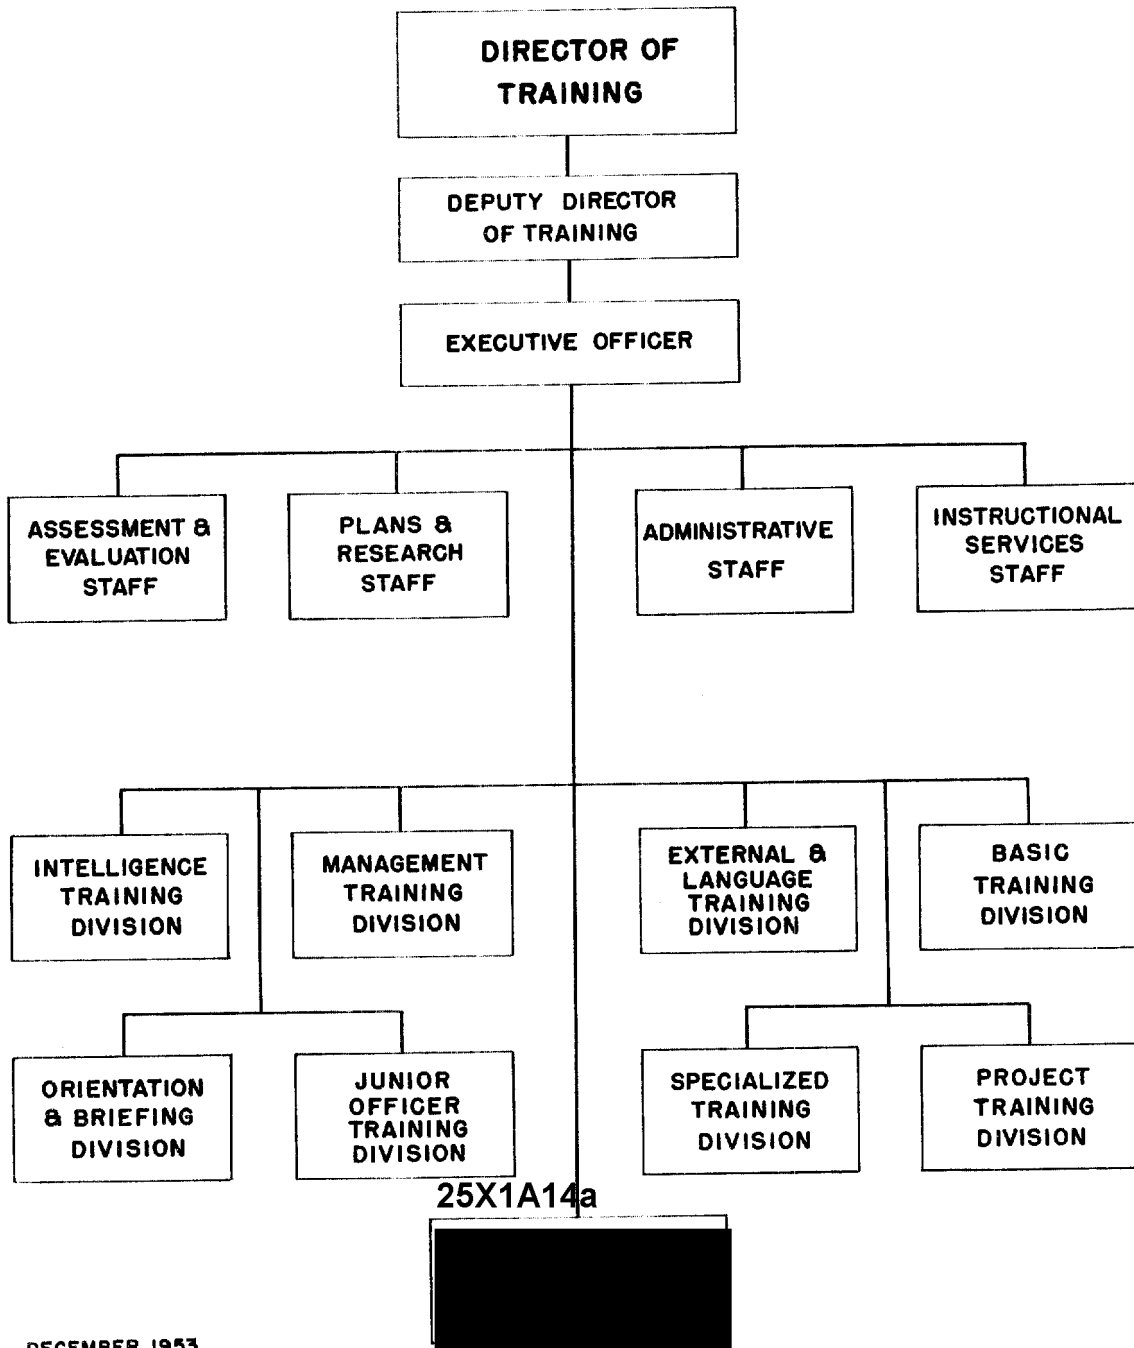 DIRECTOR OF
TRAINING
DEPUTY DIRECTOR
OF TRAINING
EXECUTIVE OFFICER
ASSESSMENT &
EVALUATION
STAFF
PLANS &
RESEARCH
STAFF
ADMINISTRATIVE
STAFF
INSTRUCTIONAL
SERVICES
STAFF
INTELLIGENCE
TRAINING
DIVISION
MANAGEMENT
TRAINING
DIVISION
EXTERNAL &
LANGUAGE
TRAINING
DIVISION
BASIC
TRAINING
DIVISION
ORIENTATION
& BRIEFING
DIVISION
JUNIOR
OFFICER
TRAINING
DIVISION
SPECIALIZED
TRAINING
DIVISION
PROJECT
TRAINING
DIVISION
25X1A14a
DECEMBER 1953